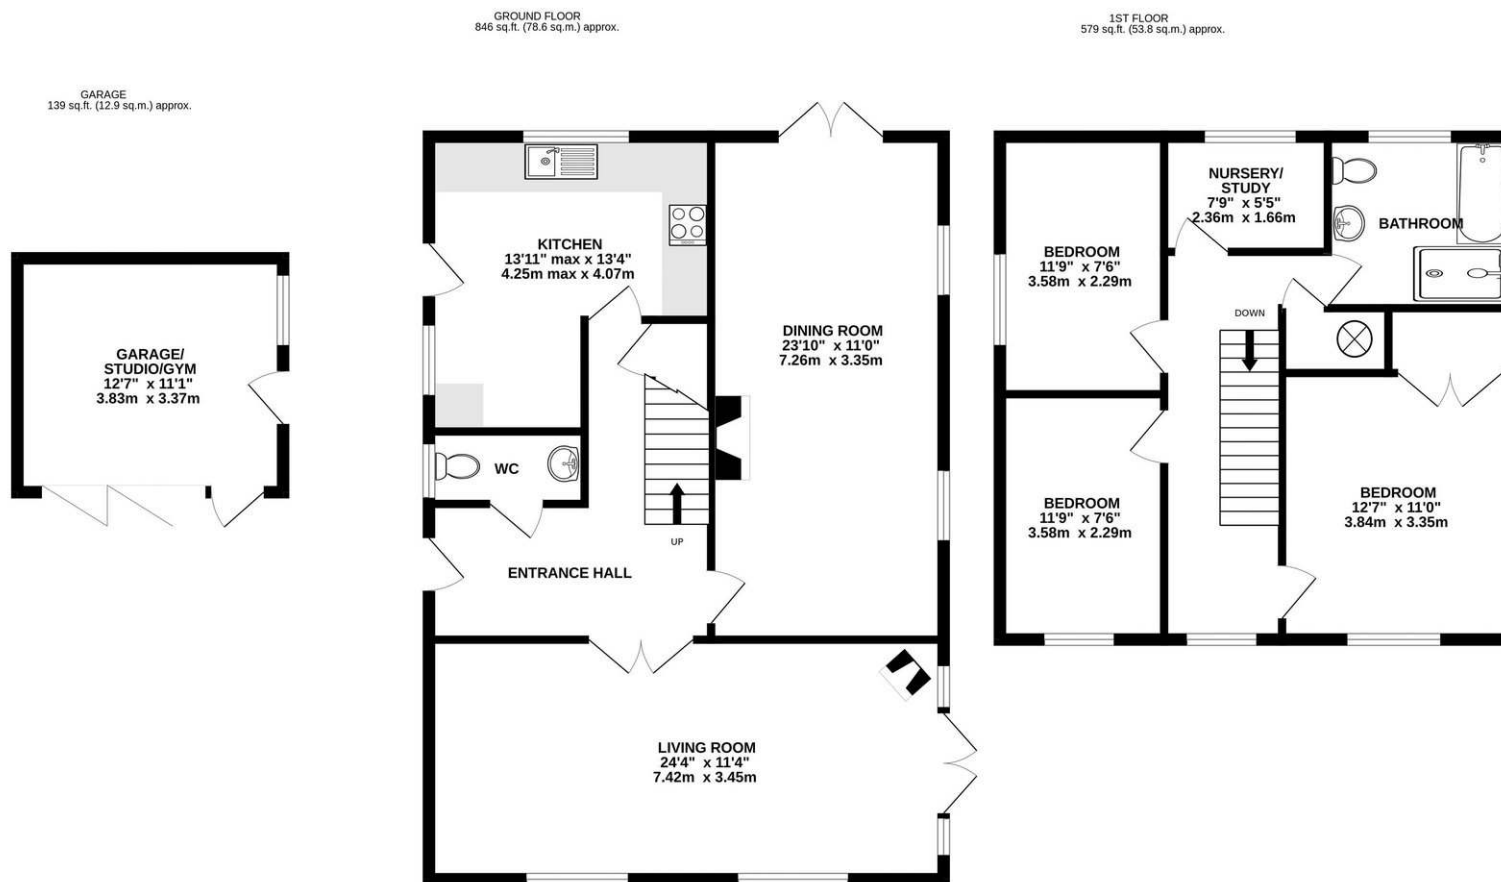 GROUND FLOOR
846 sq.ft. (78.6 sq.m.) approx.
1ST FLOOR
579 sq.ft. (53.8 sq.m.) approx.
GARAGE
139 sq.ft. (12.9 sq.m.) approx.
GARAGE/
STUDIO/GYM
12'7" x 11'1"
3.83m x 3.37m
KITCHEN
13'11" max x 13'4"
4.25m max x 4.07m
WC
ENTRANCE HALL
UP
DINING ROOM
23'10" x 11'0"
7.26m x 3.35m
LIVING ROOM
24'4" x 11'4"
7.42m x 3.45m
BEDROOM
11'9" x 7'6"
3.58m x 2.29m
NURSERY/
STUDY
7'9" x 5'5"
2.36m x 1.66m
BATHROOM
DOWN
BEDROOM
11'9" x 7'6"
3.58m x 2.29m
BEDROOM
12'7" x 11'0"
3.84m x 3.35m